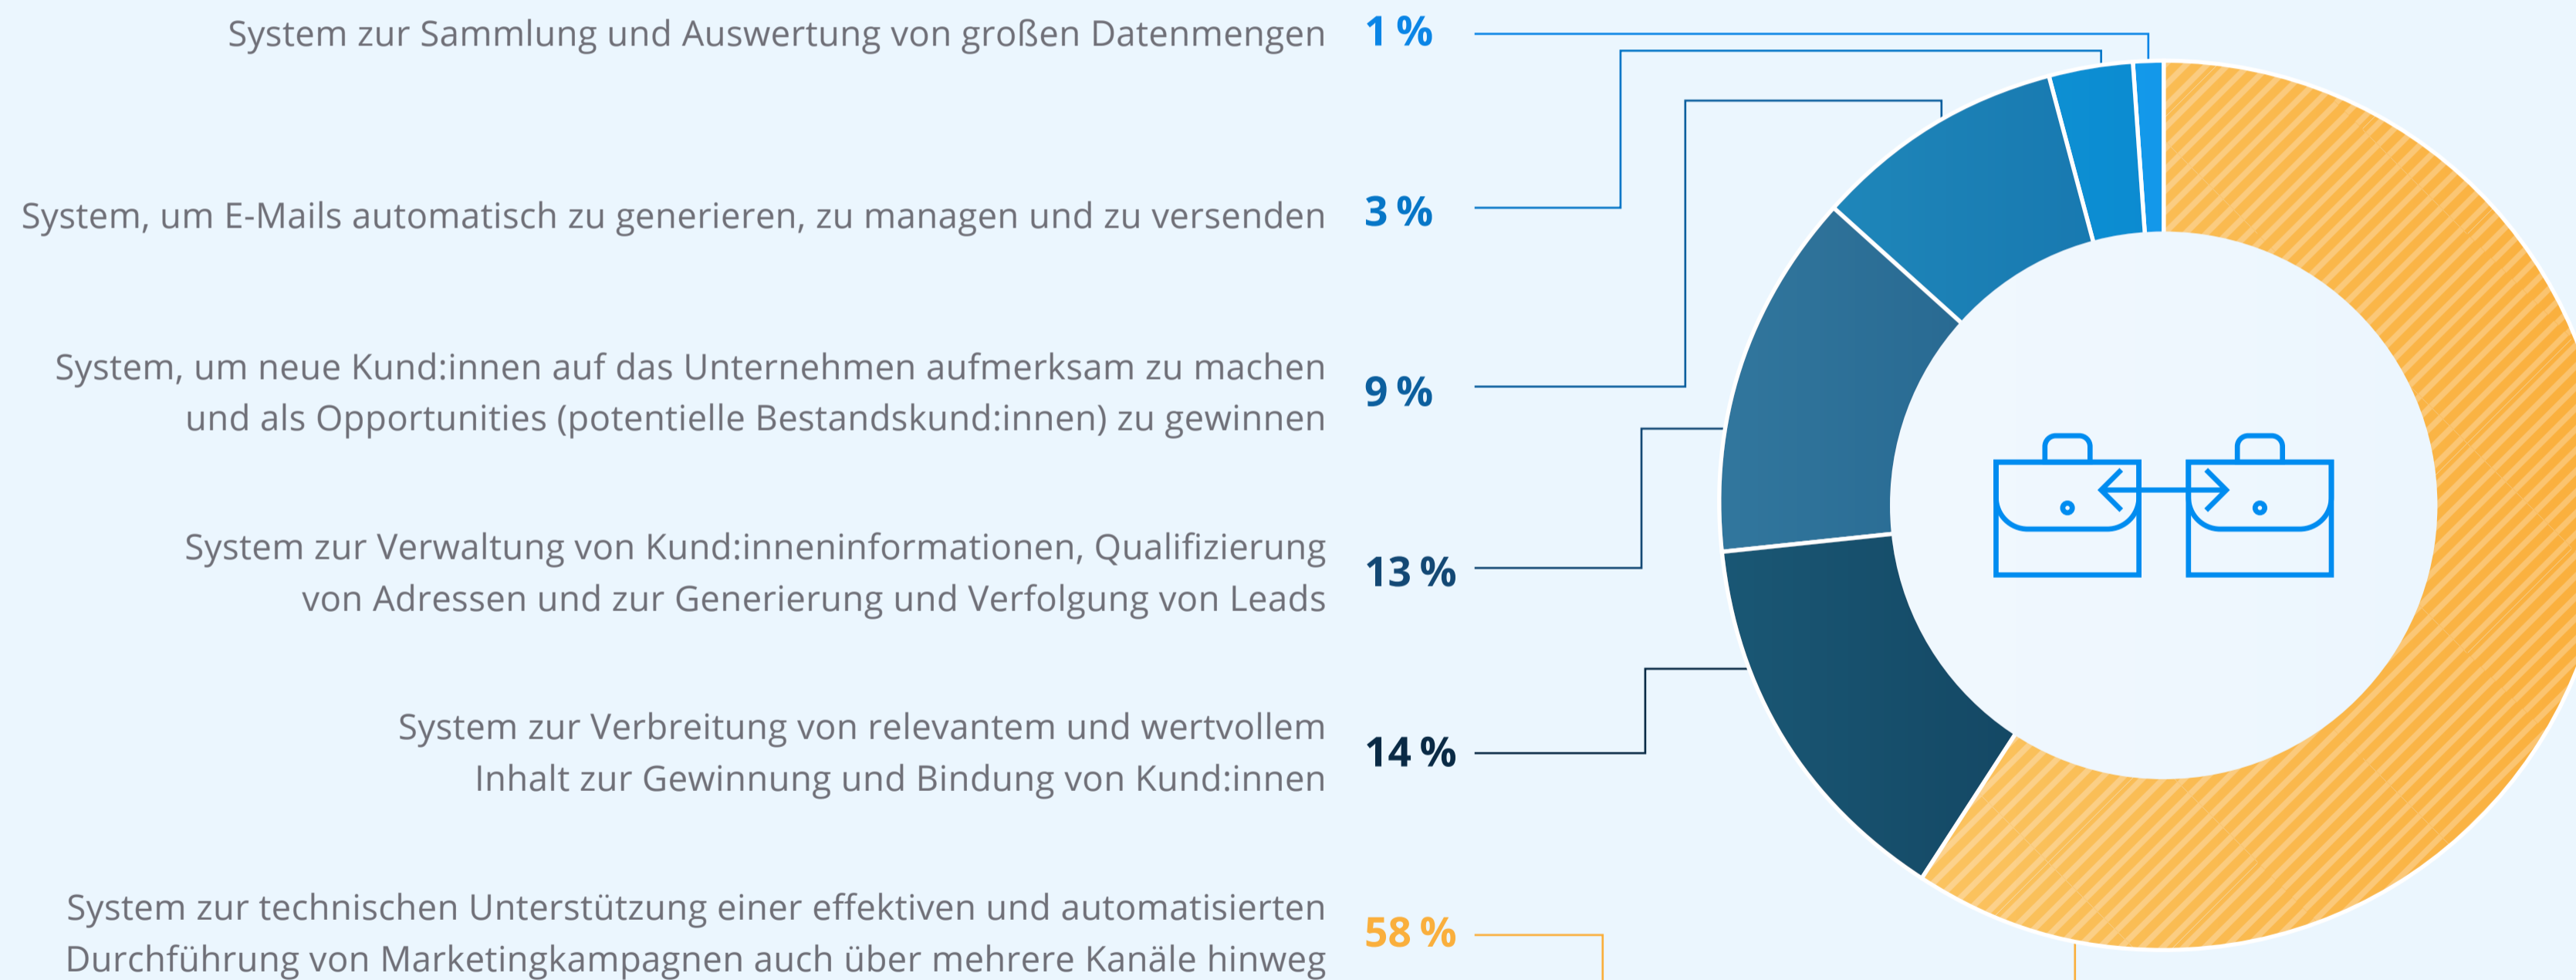 System zur Sammlung und Auswertung von großen Datenmengen 1 %
System, um E-Mails automatisch zu generieren, zu managen und zu versenden 3 %
System, um neue Kund:innen auf das Unternehmen aufmerksam zu machen
und als Opportunities (potentielle Bestandskund:innen) zu gewinnen
9 %
System zur Verwaltung von Kund:inneninformationen, Qualifizierung
von Adressen und zur Generierung und Verfolgung von Leads
13 %
System zur Verbreitung von relevantem und wertvollem
Inhalt zur Gewinnung und Bindung von Kund:innen
14 %
System zur technischen Unterstützung einer effektiven und automatisierten
Durchführung von Marketingkampagnen auch über mehrere Kanäle hinweg
58 %